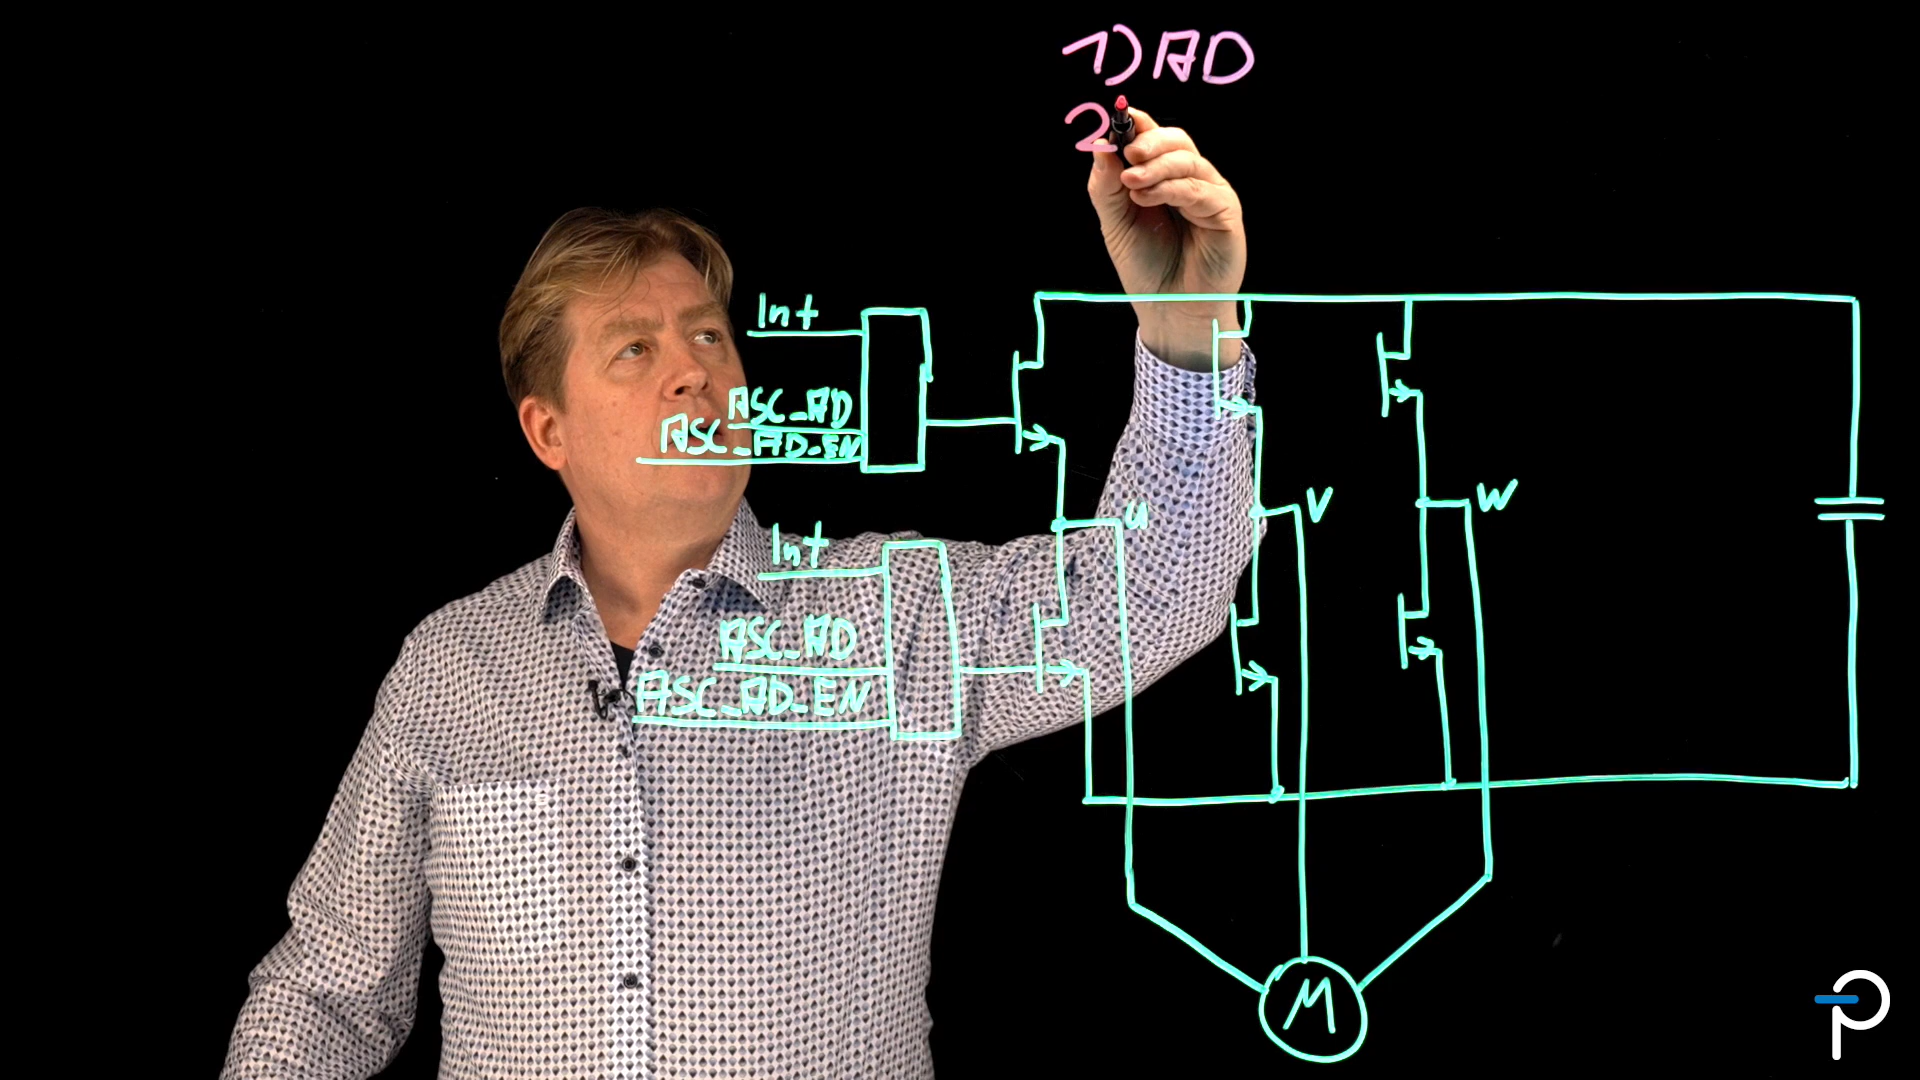 1) AD
2
Int
ASC_AD
ASC_AD_EN
U
V
W
Int
ASC_AD
ASC_AD_EN
M